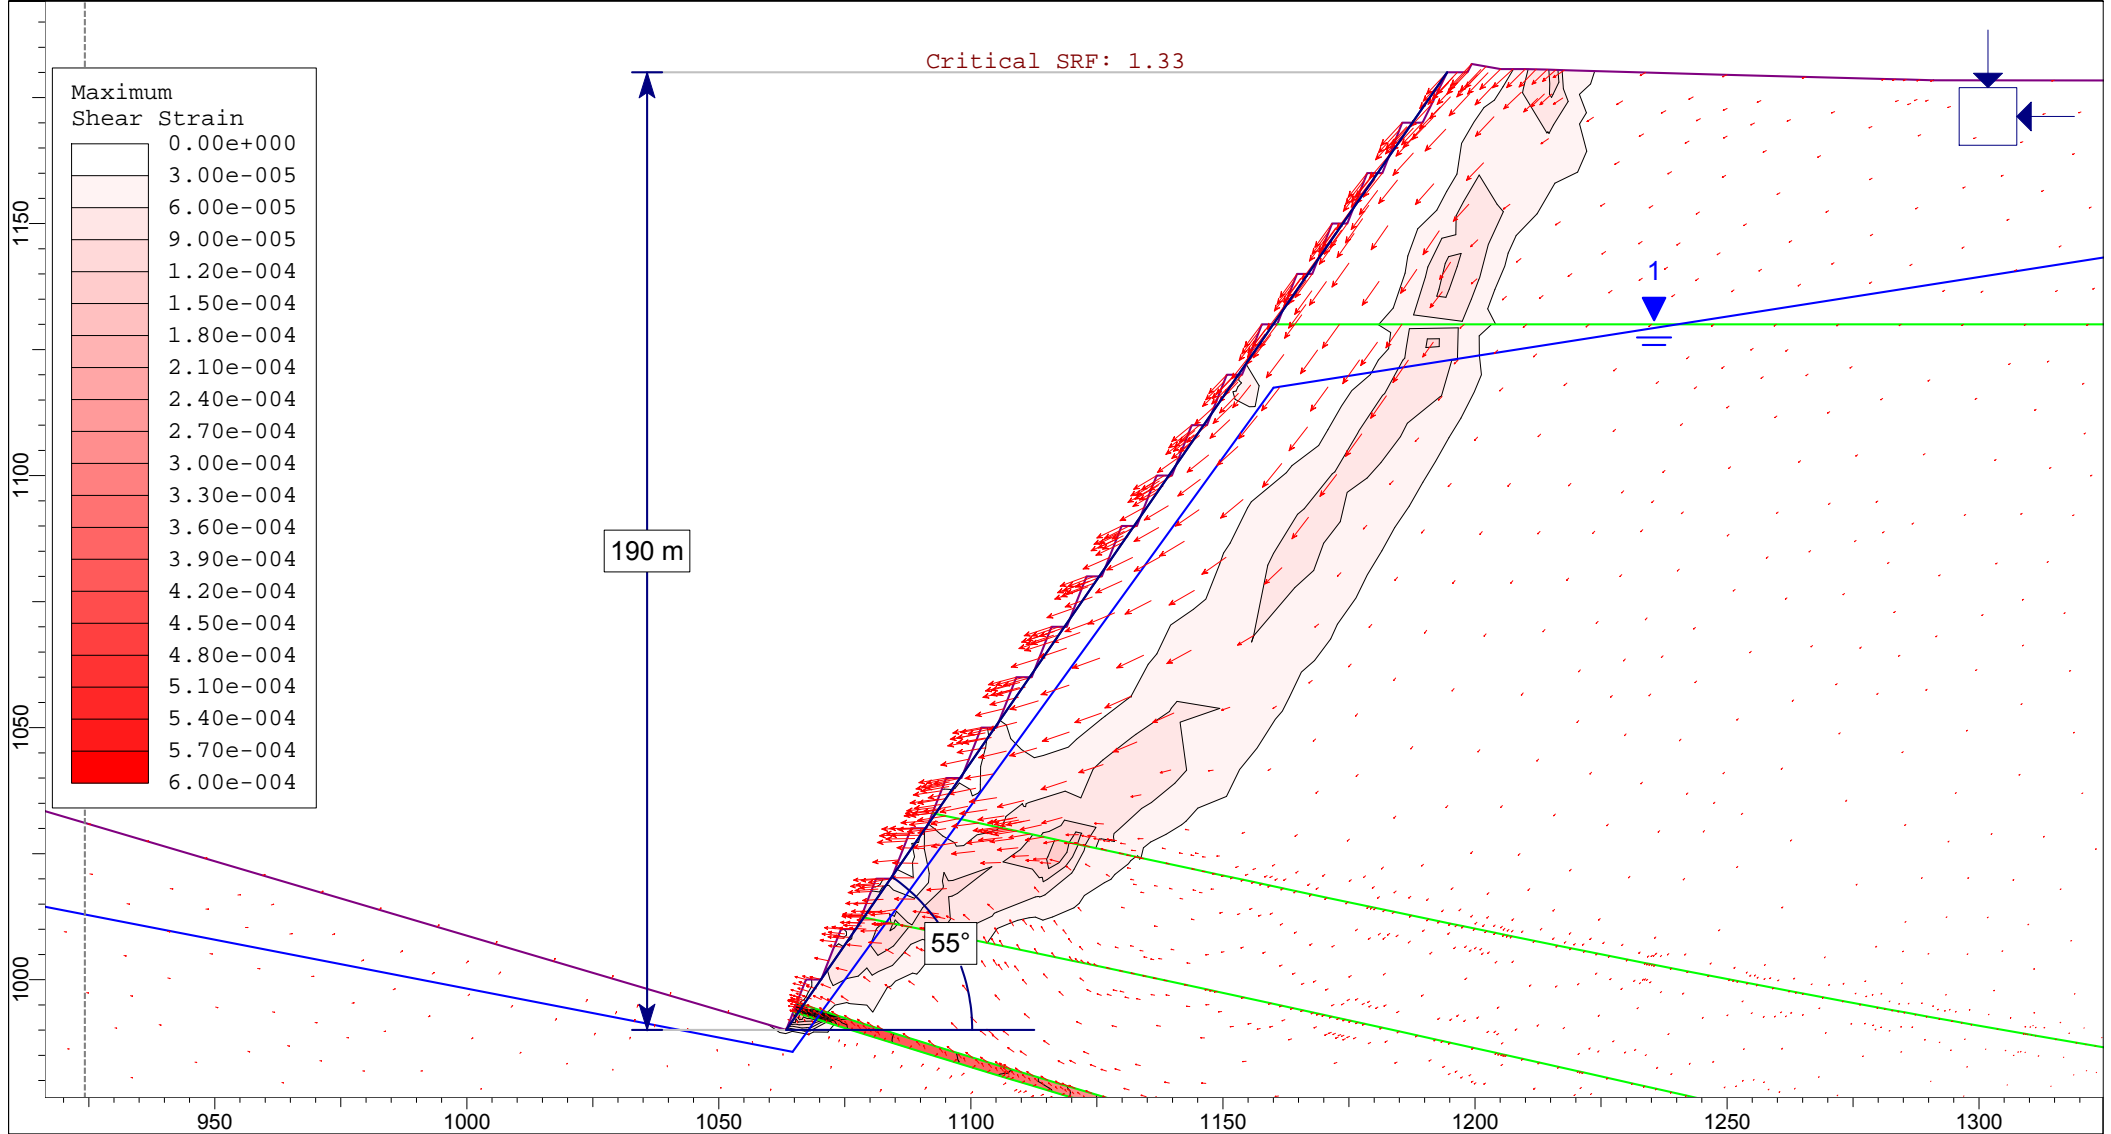 Critical SRF: 1.33
Maximum
Shear Strain
0.00e+000
3.00e-005
6.00e-005
9.00e-005
1.20e-004
1.50e-004
1.80e-004
2.10e-004
2.40e-004
2.70e-004
3.00e-004
3.30e-004
3.60e-004
3.90e-004
4.20e-004
4.50e-004
4.80e-004
5.10e-004
5.40e-004
5.70e-004
6.00e-004
1150
1100
1050
1000
1
190 m
55°
950
1000
1050
1100
1150
1200
1250
1300